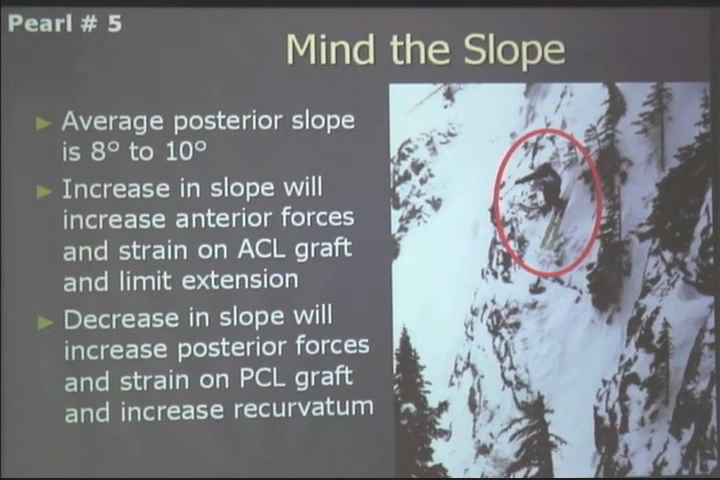 Pearl # 5
Mind the Slope
Average posterior slope
is 8° to 10°
Increase in slope will
increase anterior forces
and strain on ACL graft
and limit extension
Decrease in slope will
increase posterior forces
and strain on PCL graft
and increase recurvatum